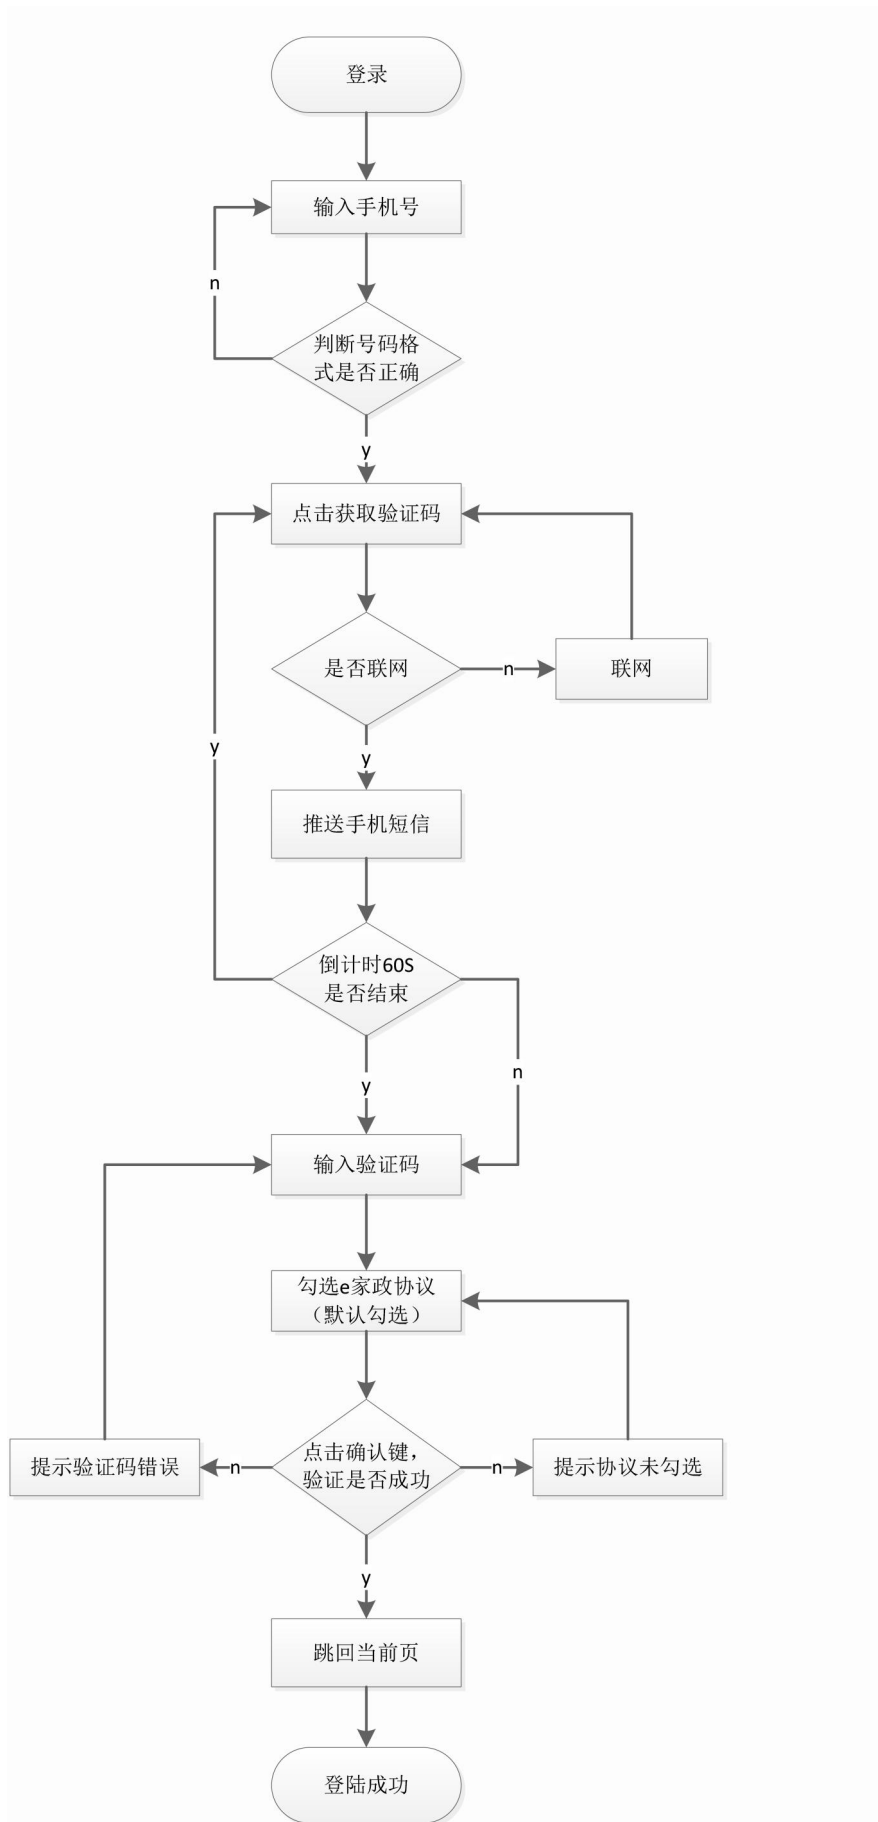 登录
输入手机号
n
判断号码格
式是否正确
y
点击获取验证码
是否联网
n
联网
y
y
推送手机短信
倒计时60S
是否结束
n
y
输入验证码
勾选e家政协议
（默认勾选）
提示验证码错误
n
点击确认键，
验证是否成功
n
提示协议未勾选
y
跳回当前页
登陆成功